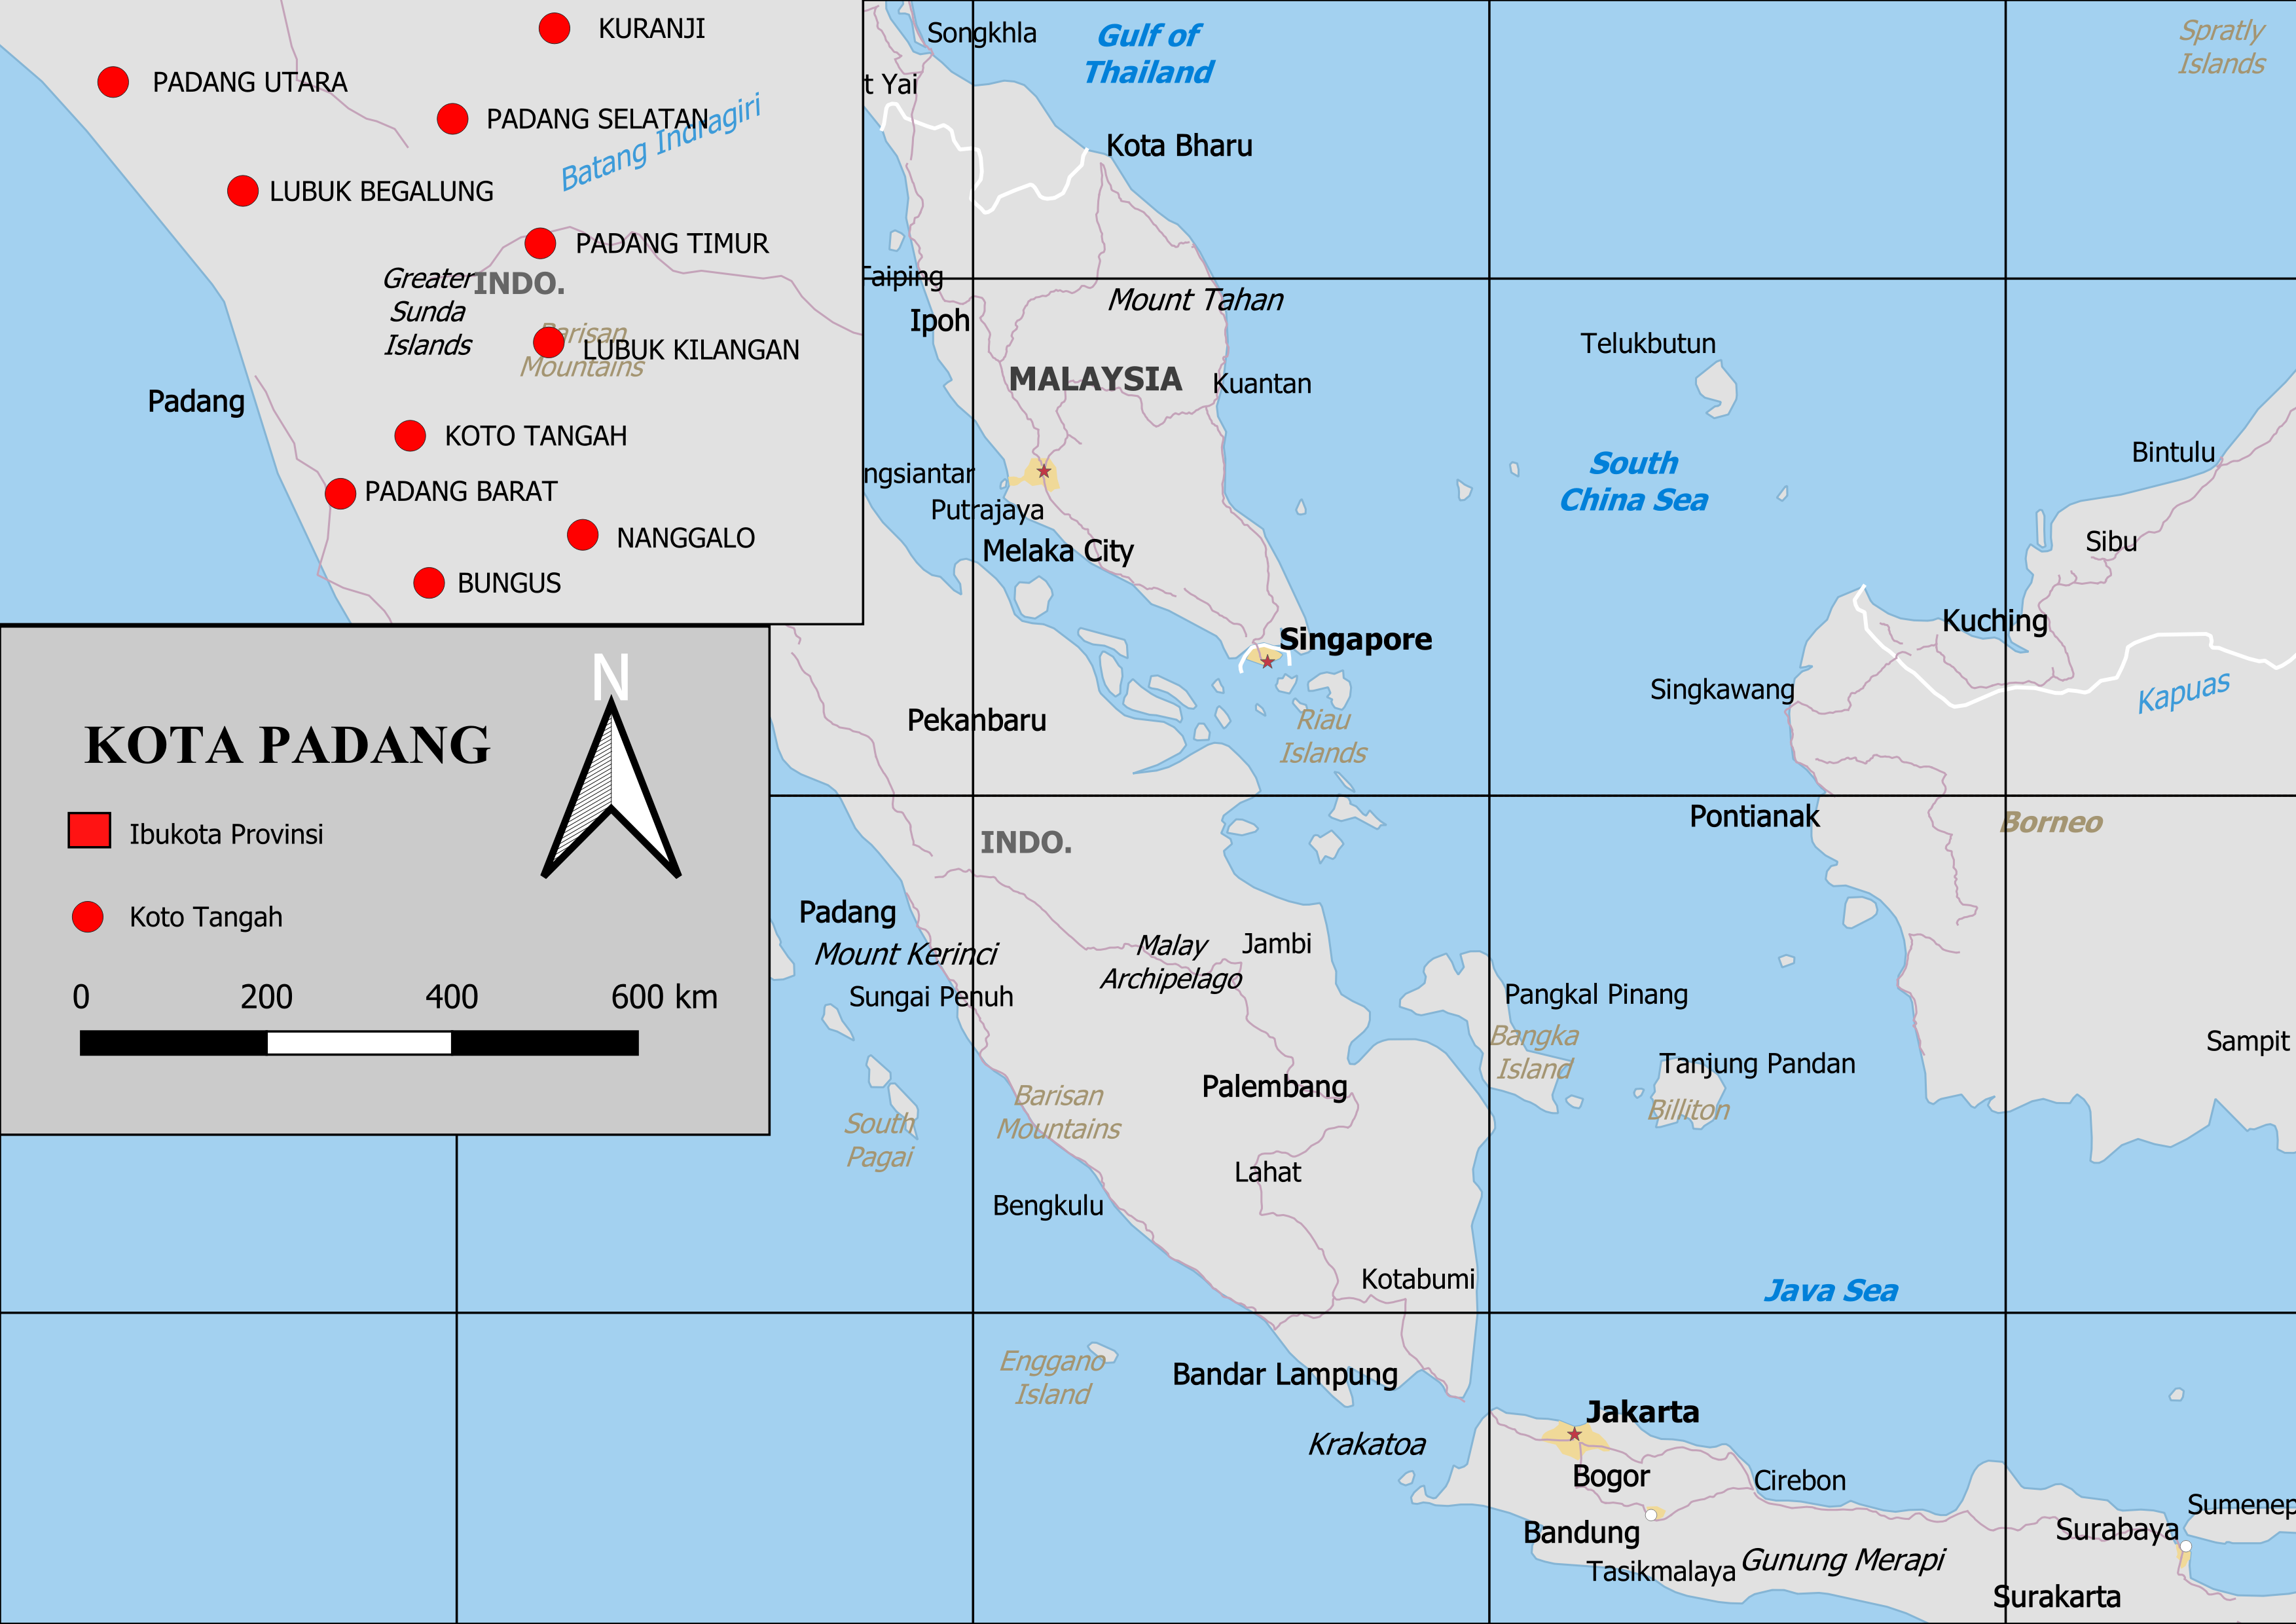 KURANJI
PADANG UTARA
PADANG SELATAN
Batang Indragiri
LUBUK BEGALUNG
PADANG TIMUR
Greater
Sunda
Islands
INDO.
Barisan
Mountains
LUBUK KILANGAN
Padang
KOTO TANGAH
PADANG BARAT
NANGGALO
BUNGUS
N
KOTA PADANG
Ibukota Provinsi
Koto Tangah
0 200 400 600 km
Songkhla
Gulf of
Thailand
Spratly
Islands
t Yai
Kota Bharu
Taiping
Mount Tahan
Ipoh
Telukbutun
MALAYSIA
Kuantan
Bintulu
South
China Sea
ngsiantar
Putrajaya
Sibu
Melaka City
Kuching
Singapore
Singkawang
Kapuas
Pekanbaru
Riau
Islands
Pontianak
Borneo
INDO.
Padang
Mount Kerinci
Malay
Archipelago
Jambi
Sungai Penuh
Pangkal Pinang
Bangka
Island
Sampit
Tanjung Pandan
Palembang
Billiton
Barisan
Mountains
South
Pagai
Lahat
Bengkulu
Kotabumi
Java Sea
Enggano
Island
Bandar Lampung
Jakarta
Krakatoa
Bogor
Cirebon
Sumenep
Bandung
Surabaya
Tasikmalaya
Gunung Merapi
Surakarta